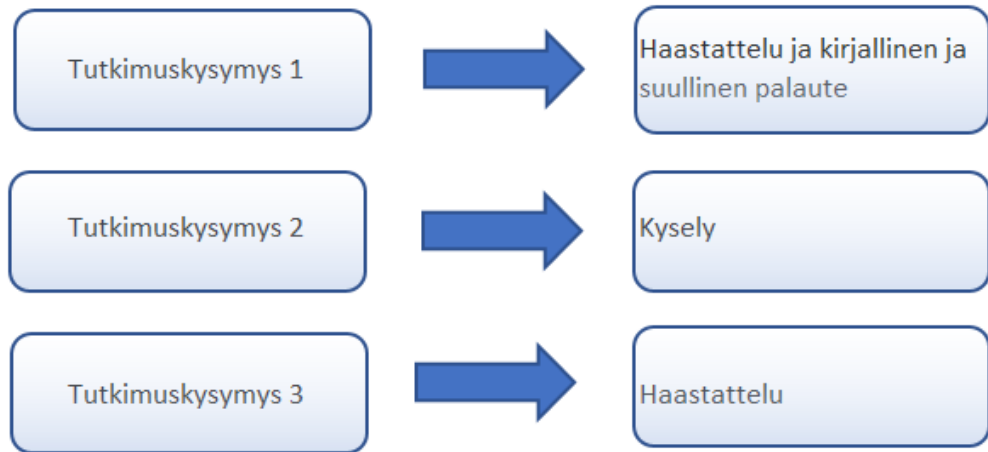 Tutkimuskysymys 1
Haastattelu ja kirjallinen ja
suullinen palaute
Tutkimuskysymys 2
Kysely
Tutkimuskysymys 3
Haastattelu